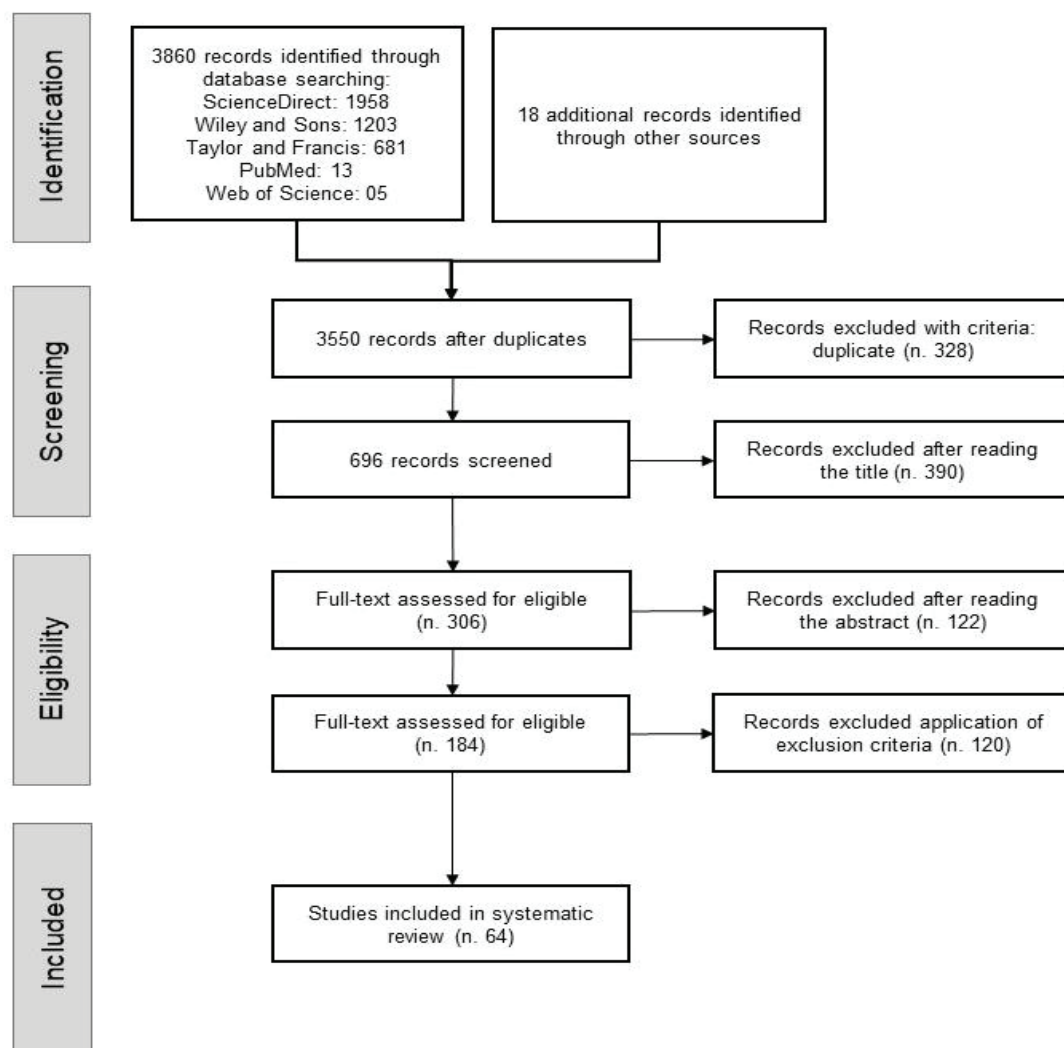 Identification
3860 records identified through
database searching:
ScienceDirect: 1958
Wiley and Sons: 1203
Taylor and Francis: 681
PubMed: 13
Web of Science: 05
18 additional records identified
through other sources
Screening
3550 records after duplicates
Records excluded with criteria:
duplicate (n. 328)
696 records screened
Records excluded after reading
the title (n. 390)
Eligibility
Full-text assessed for eligible
(n. 306)
Records excluded after reading
the abstract (n. 122)
Full-text assessed for eligible
(n. 184)
Records excluded application of
exclusion criteria (n. 120)
Included
Studies included in systematic
review (n. 64)